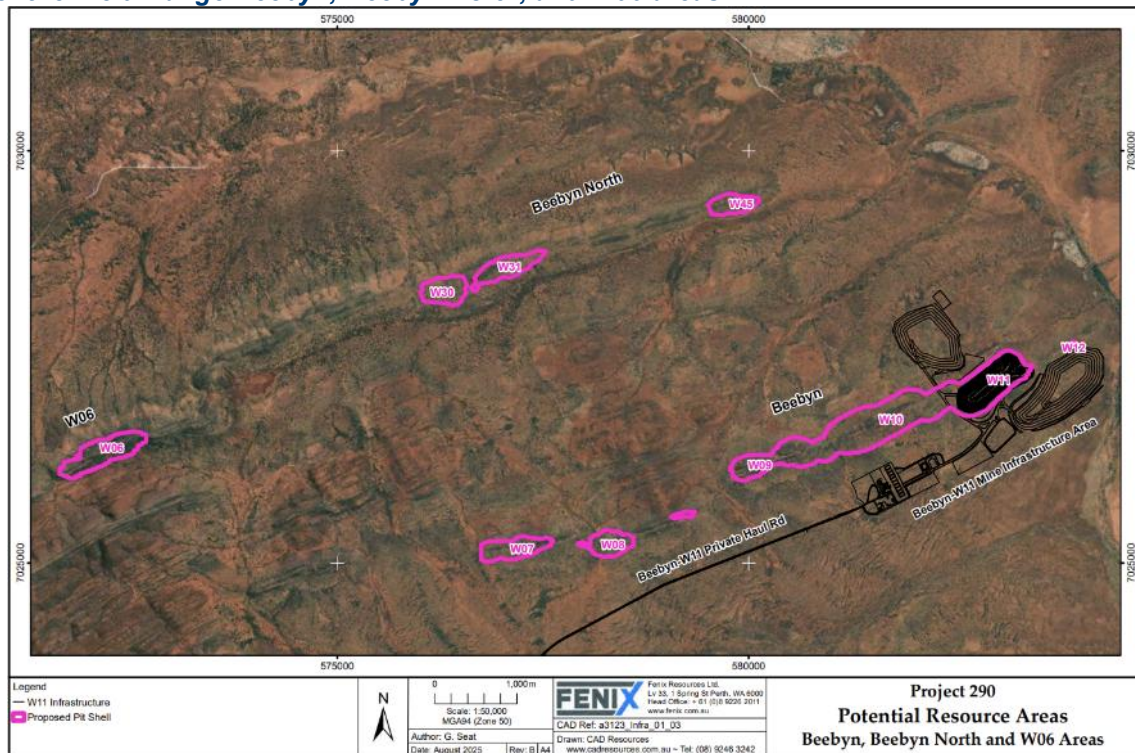 575000
580000
7030000
7030000
Beebyn North
W45
W31
W30
W12
W11
Beebyn
W10
W06
W06
W09
Beebyn-W11 Mine Infrastructure Area
W07
W08
Beebyn-W11 Private Haul Rd
7025000
7025000
575000
580000
Legend
W11 Infrastructure
Proposed Pit Shell
N
0 1,000m
Scale: 1:50,000
MGA94 (Zone 50)
Author: G. Seat
Date: August 2025 Rev: B A4
FENIX
Fenix Resources Ltd.
Lv 33, 1 Spring St Perth, WA 6000
Head Office: + 61 (0)8 9226 2011
www.fenix.com.au
CAD Ref: a3123_Infra_01_03
Drawn: CAD Resources
www.cadresources.com.au ~ Tel: (08) 9246 3242
Project 290
Potential Resource Areas
Beebyn, Beebyn North and W06 Areas